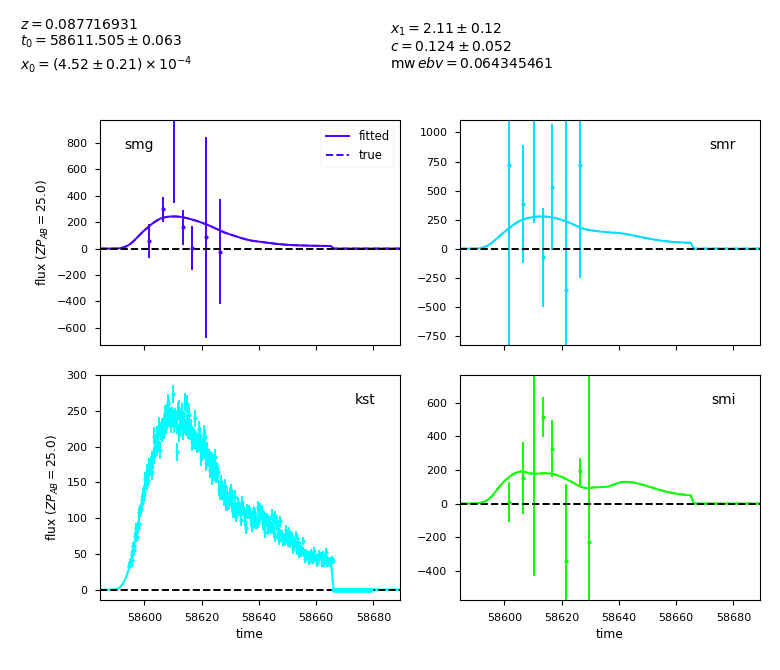 z = 0.087716931
t₀ = 58611.505 ± 0.063
x₀ = (4.52 ± 0.21) × 10⁻⁴
x₁ = 2.11 ± 0.12
c = 0.124 ± 0.052
mw ebv = 0.064345461
smg
fitted
true
800
600
400
200
0
−200
−400
−600
flux (ZP_AB = 25.0)
smr
1000
750
500
250
0
−250
−500
−750
kst
300
250
200
150
100
50
0
flux (ZP_AB = 25.0)
58600 58620 58640 58660 58680
time
smi
600
400
200
0
−200
−400
58600 58620 58640 58660 58680
time